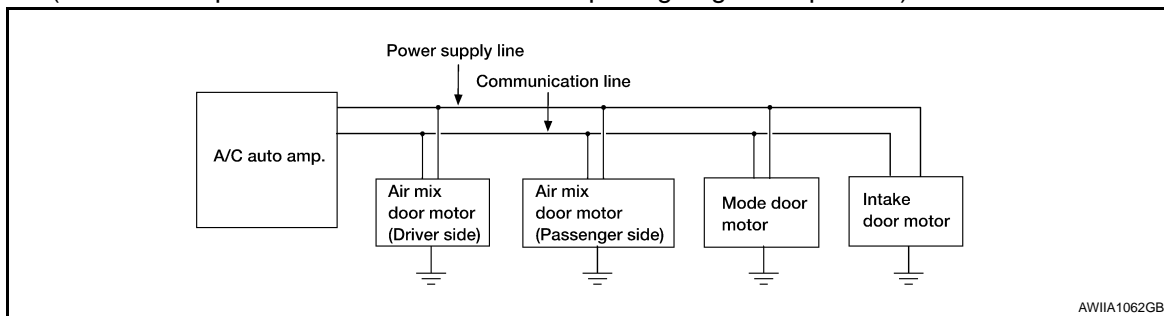 Power supply line
Communication line
A/C auto amp.
Air mix
door motor
(Driver side)
Air mix
door motor
(Passenger side)
Mode door
motor
Intake
door motor
AWIIA1062GB